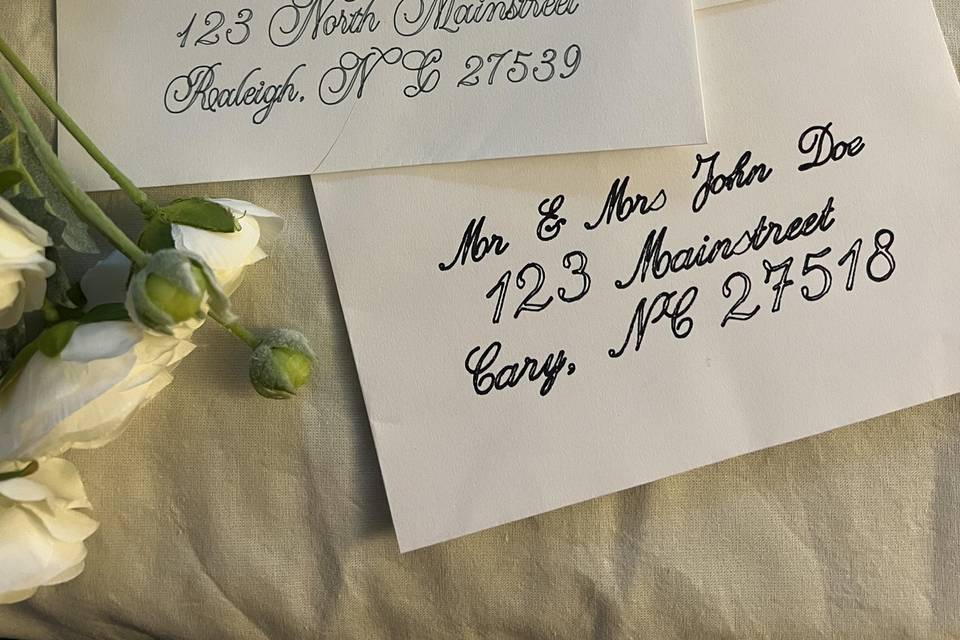 123 North Mainstreet
Raleigh, NC 27539
Mr & Mrs John Doe
123 Mainstreet
Cary, NC 27518